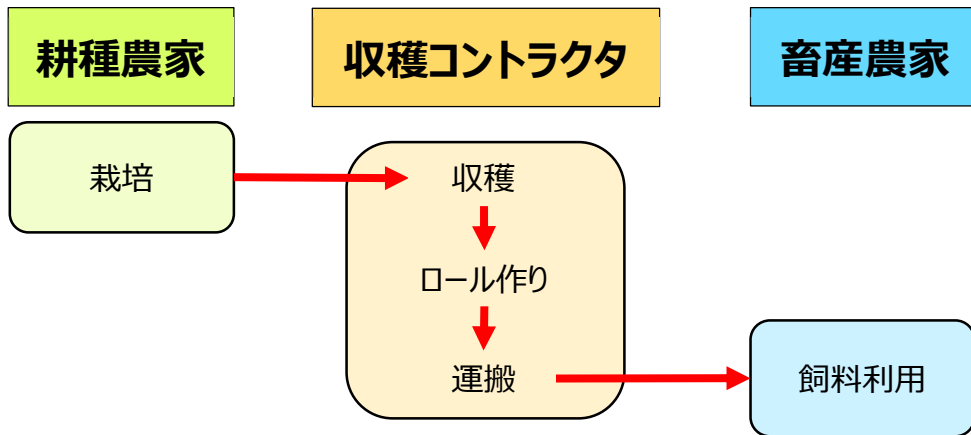 耕種農家
収穫コントラクタ
畜産農家
栽培
収穫
ロール作り
運搬
飼料利用